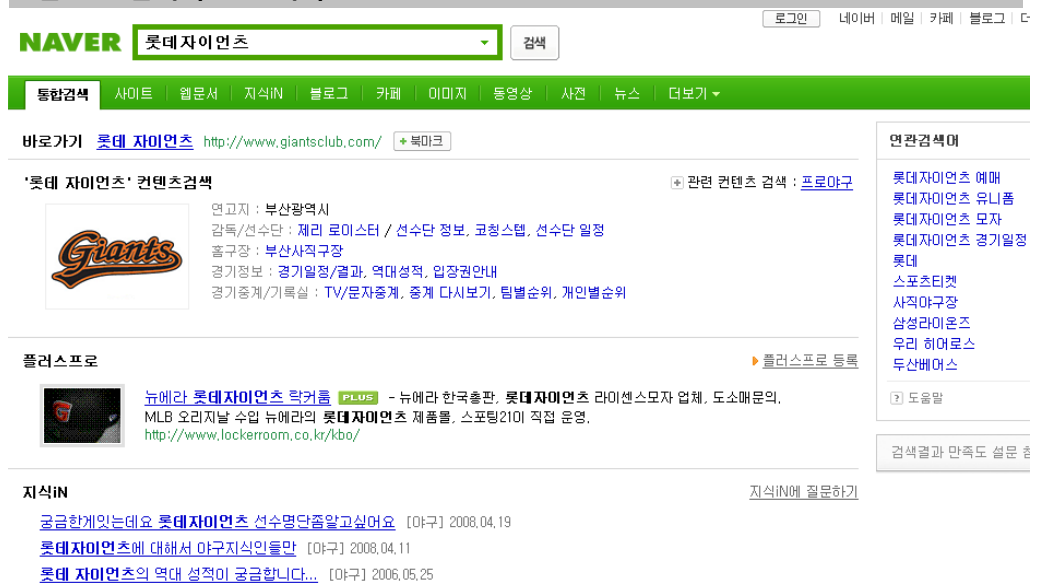 로그인 네이버 메일 카페 블로그
NAVER 롯데자이언츠 검색
통합검색 사이트 웹문서 지식iN 블로그 카페 이미지 동영상 사전 뉴스 더보기
바로가기 롯데 자이언츠 http://www.giantsclub.com/ +북마크
'롯데 자이언츠' 컨텐츠검색 관련 컨텐츠 검색 : 프로야구
Giants
연고지 : 부산광역시
감독/선수단 : 제리 로이스터 / 선수단 정보, 코칭스텝, 선수단 일정
홈구장 : 부산사직구장
경기정보 : 경기일정/결과, 역대성적, 입장권안내
경기중계/기록실 : TV/문자중계, 중계 다시보기, 팀별순위, 개인별순위
플러스프로 플러스프로 등록
뉴에라 롯데자이언츠 락커룸 PLUS - 뉴에라 한국총판, 롯데자이언츠 라이센스모자 업체, 도소매문의,
MLB 오리지날 수입 뉴에라의 롯데자이언츠 제품몰, 스포팅21이 직접 운영.
http://www.lockerroom.co.kr/kbo/
지식iN 지식iN에 질문하기
궁금한게잇는데요 롯데자이언츠 선수명단좀알고싶어요 [야구] 2008.04.19
롯데자이언츠에 대해서 야구지식인들만 [야구] 2008.04.11
롯데 자이언츠의 역대 성적이 궁금합니다... [야구] 2006.05.25
연관검색어
롯데자이언츠 예매
롯데자이언츠 유니폼
롯데자이언츠 모자
롯데자이언츠 경기일정
롯데
스포츠티켓
사직야구장
삼성라이온즈
우리 히어로스
두산베어스
? 도움말
검색결과 만족도 설문